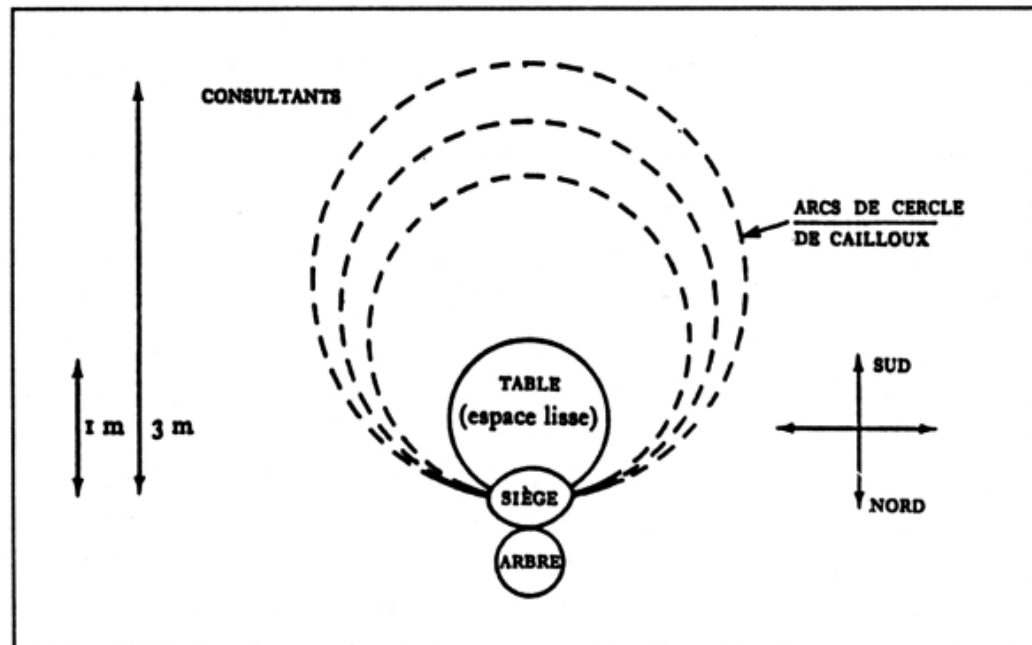 CONSULTANTS
ARCS DE CERCLE
DE CAILLOUX
TABLE
(espace lisse)
SUD
1 m
3 m
SIÈGE
NORD
ARBRE